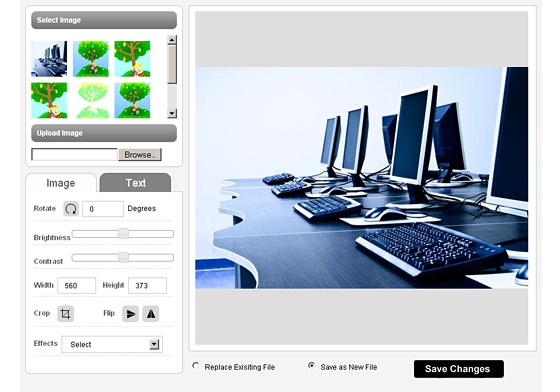 Select Image
Upload Image
Browse..
Image Text
Rotate 0 Degrees
Brightness
Contrast
Width 560 Height 373
Crop Flip
Effects Select
Replace Exisiting File Save as New File Save Changes